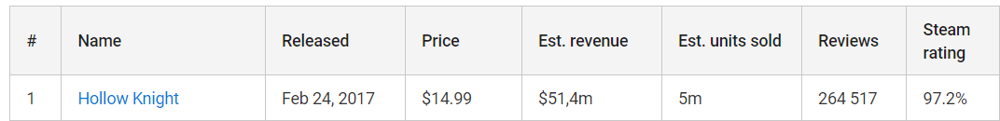 # Name Released Price Est. revenue Est. units sold Reviews Steam rating
1 Hollow Knight Feb 24, 2017 $14.99 $51,4m 5m 264 517 97.2%